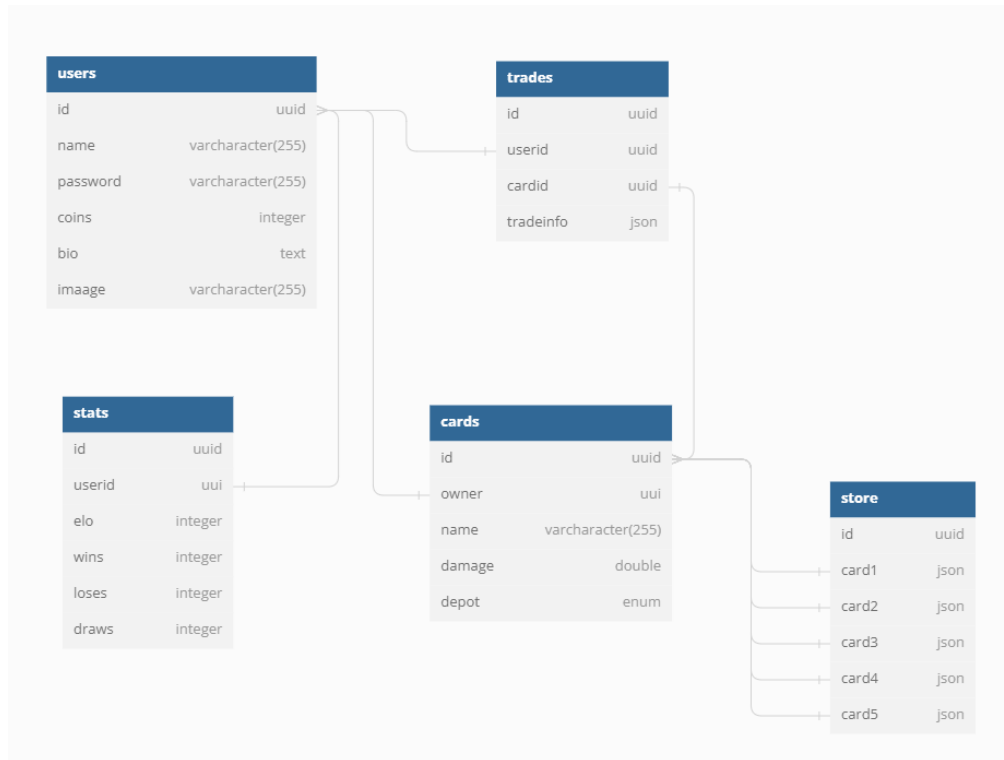 users
id uuid
name varcharacter(255)
password varcharacter(255)
coins integer
bio text
imaage varcharacter(255)
trades
id uuid
userid uuid
cardid uuid
tradeinfo json
stats
id uuid
userid uui
elo integer
wins integer
loses integer
draws integer
cards
id uuid
owner uui
name varcharacter(255)
damage double
depot enum
store
id uuid
card1 json
card2 json
card3 json
card4 json
card5 json